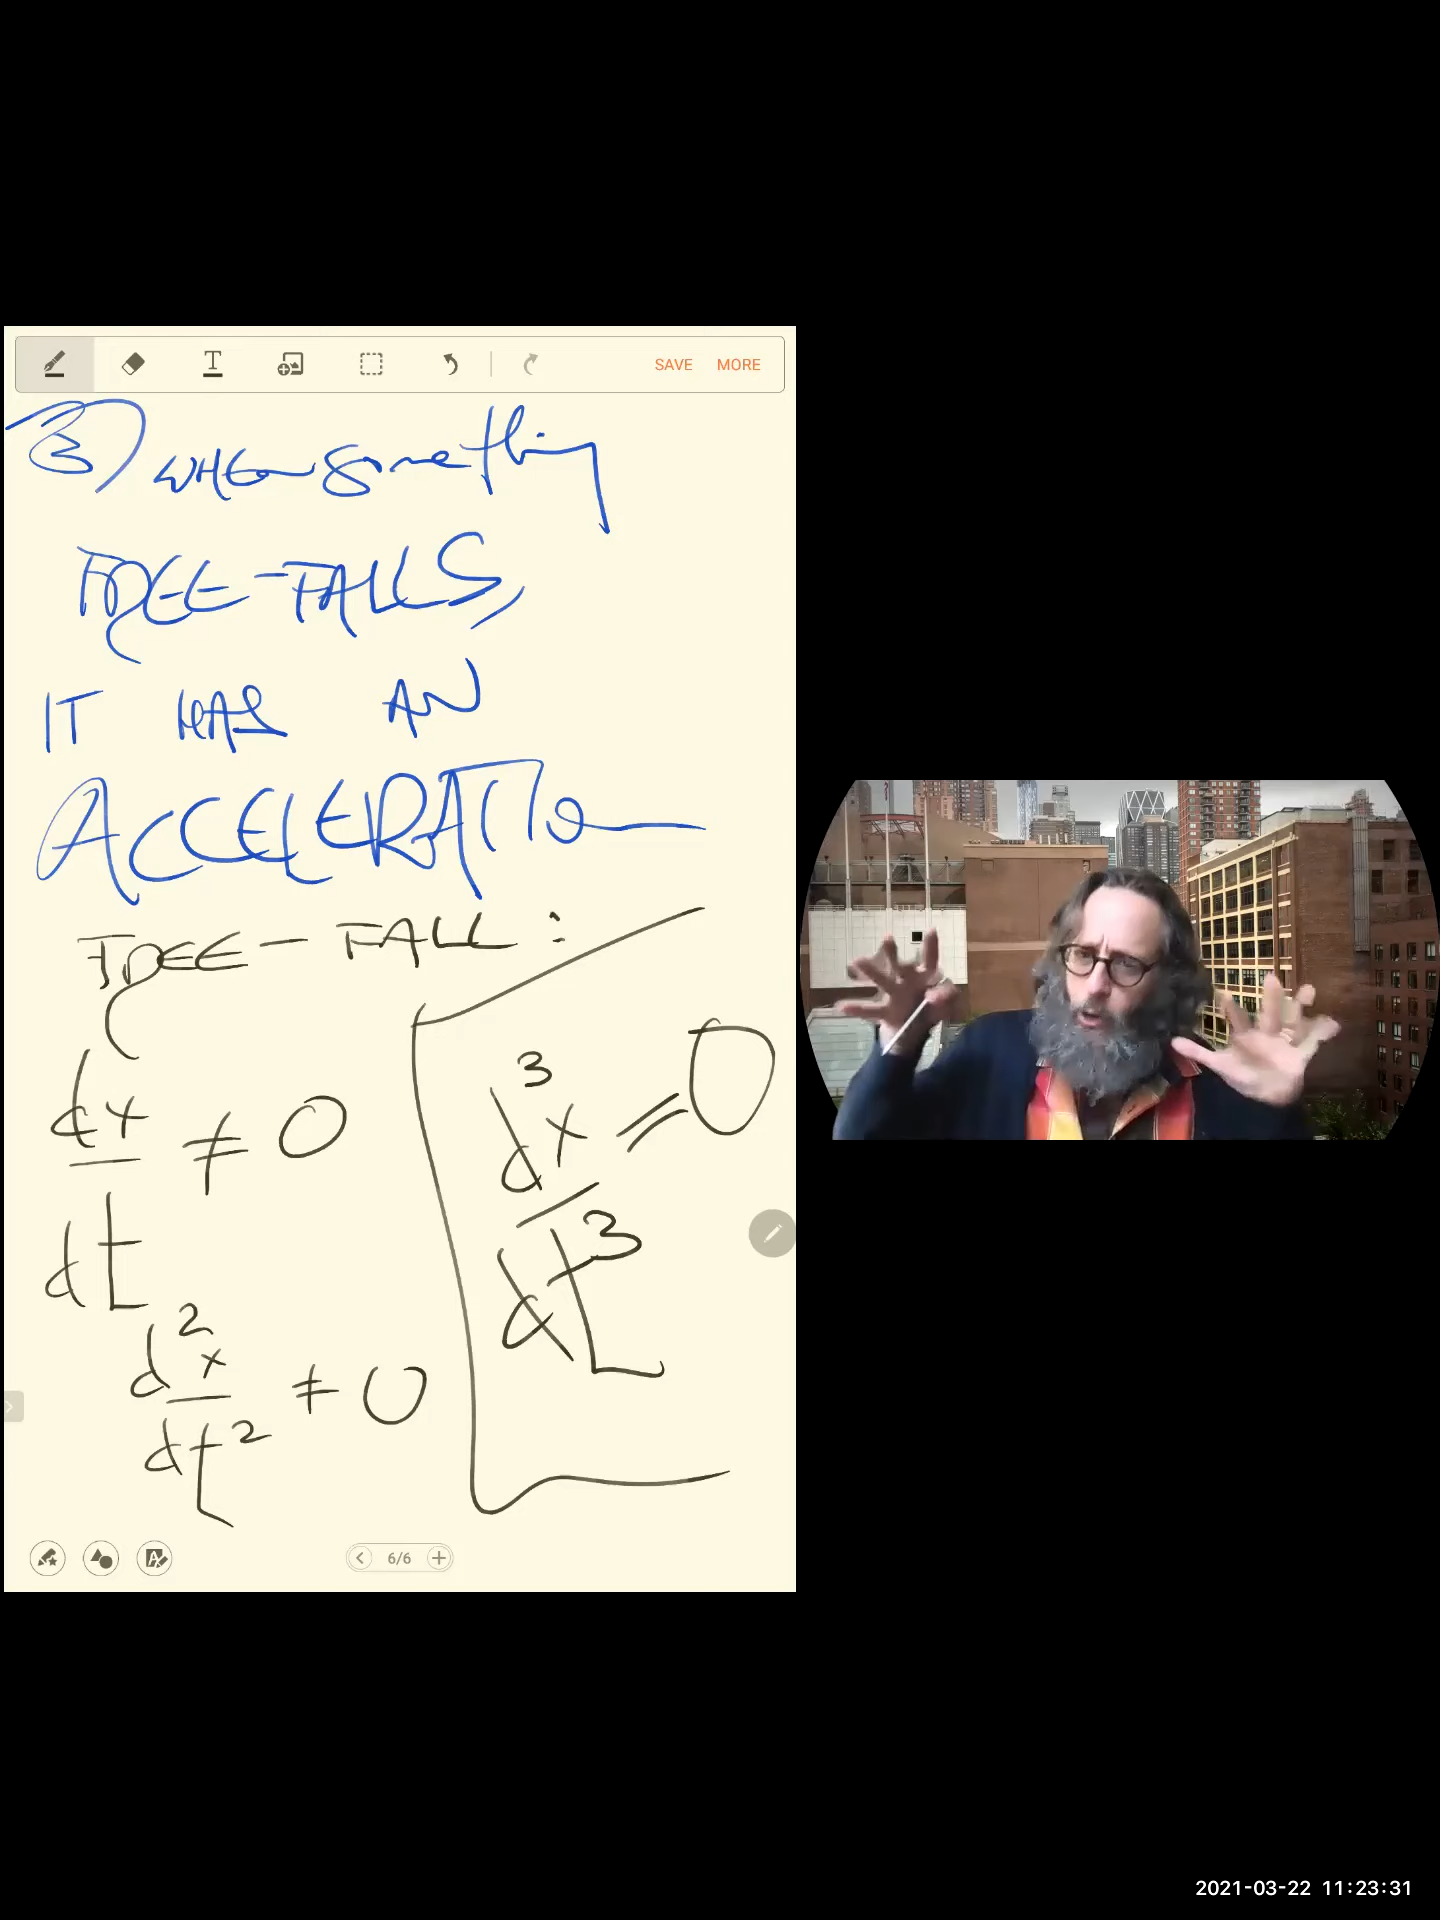 SAVE MORE
3) WHEN something
FREE-FALLS,
IT HAS AN
ACCELERATION
FREE-FALL:
dx/dt ≠ 0
d²x/dt² ≠ 0
d³x/dt³ = 0
6/6
2021-03-22 11:23:31